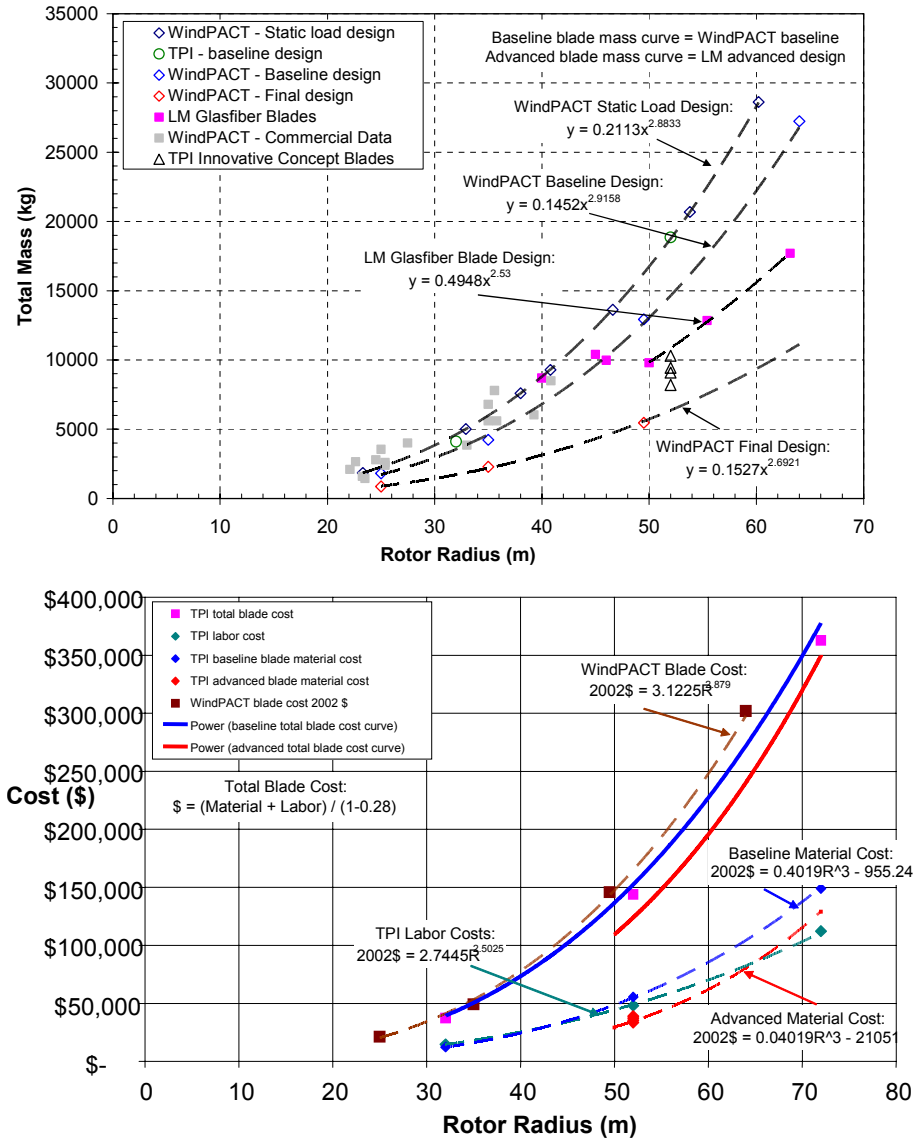 35000
30000
25000
20000
15000
10000
5000
0
Total Mass (kg)
WindPACT - Static load design
TPI - baseline design
WindPACT - Baseline design
WindPACT - Final design
LM Glasfiber Blades
WindPACT - Commercial Data
TPI Innovative Concept Blades
Baseline blade mass curve = WindPACT baseline
Advanced blade mass curve = LM advanced design
WindPACT Static Load Design:
y = 0.2113x^2.8833
WindPACT Baseline Design:
y = 0.1452x^2.9158
LM Glasfiber Blade Design:
y = 0.4948x^2.53
WindPACT Final Design:
y = 0.1527x^2.6921
0 10 20 30 40 50 60 70
Rotor Radius (m)
$400,000
$350,000
$300,000
$250,000
$200,000
$150,000
$100,000
$50,000
$-
Cost ($)
TPI total blade cost
TPI labor cost
TPI baseline blade material cost
TPI advanced blade material cost
WindPACT blade cost 2002 $
Power (baseline total blade cost curve)
Power (advanced total blade cost curve)
WindPACT Blade Cost:
2002$ = 3.1225R^2.879
Total Blade Cost:
$ = (Material + Labor) / (1-0.28)
Baseline Material Cost:
2002$ = 0.4019R^3 - 955.24
TPI Labor Costs:
2002$ = 2.7445R^2.5025
Advanced Material Cost:
2002$ = 0.04019R^3 - 21051
0 10 20 30 40 50 60 70 80
Rotor Radius (m)